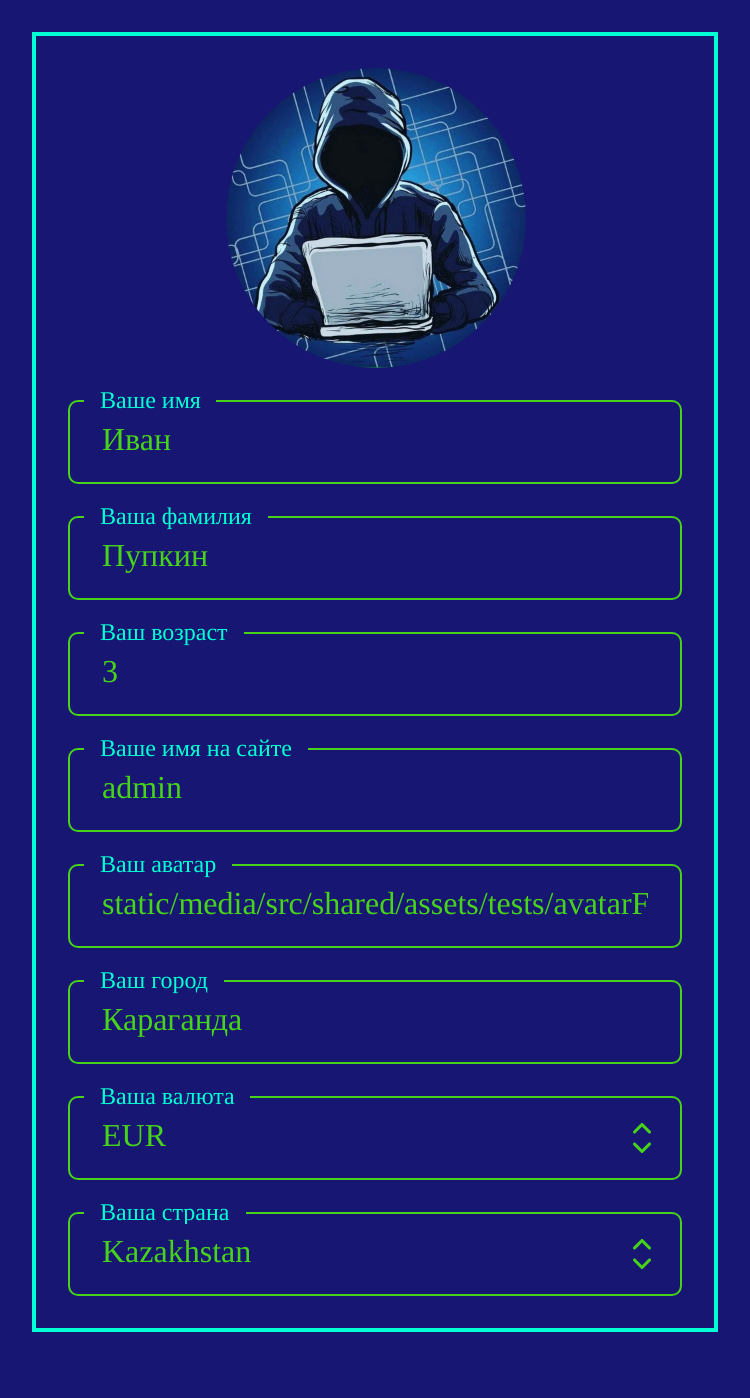 Ваше имя
Иван
Ваша фамилия
Пупкин
Ваш возраст
3
Ваше имя на сайте
admin
Ваш аватар
static/media/src/shared/assets/tests/avatarF
Ваш город
Караганда
Ваша валюта
EUR
Ваша страна
Kazakhstan